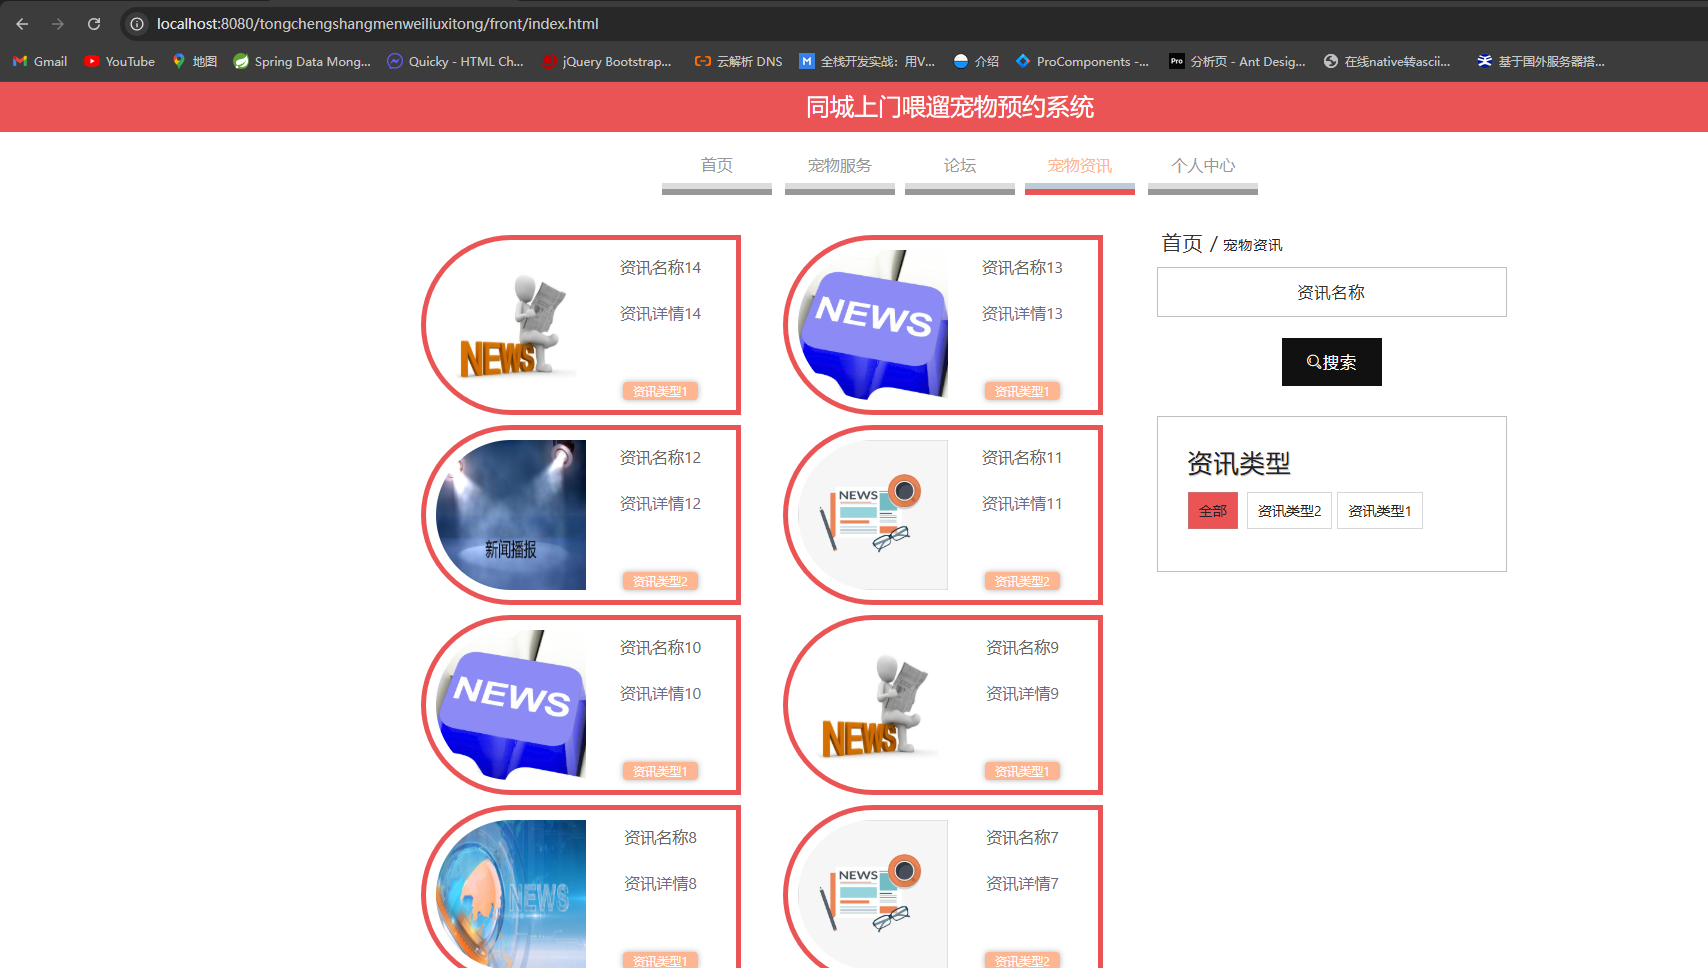 localhost:8080/tongchengshangmenweiliuxitong/front/index.html
Gmail
YouTube
地图
Spring Data Mong...
Quicky - HTML Ch...
jQuery Bootstrap...
云解析 DNS
全栈开发实战：用V...
介绍
ProComponents -...
Pro
分析页 - Ant Desig...
在线native转ascii...
基于国外服务器搭...
同城上门喂遛宠物预约系统
首页
宠物服务
论坛
宠物资讯
个人中心
资讯名称14
资讯详情14
资讯类型1
NEWS
资讯名称13
资讯详情13
资讯类型1
NEWS
首页 / 宠物资讯
资讯名称
搜索
资讯类型
全部
资讯类型2
资讯类型1
资讯名称12
资讯详情12
资讯类型2
新闻播报
资讯名称11
资讯详情11
资讯类型2
NEWS
资讯名称10
资讯详情10
资讯类型1
NEWS
资讯名称9
资讯详情9
资讯类型1
NEWS
资讯名称8
资讯详情8
资讯类型1
NEWS
资讯名称7
资讯详情7
资讯类型2
NEWS